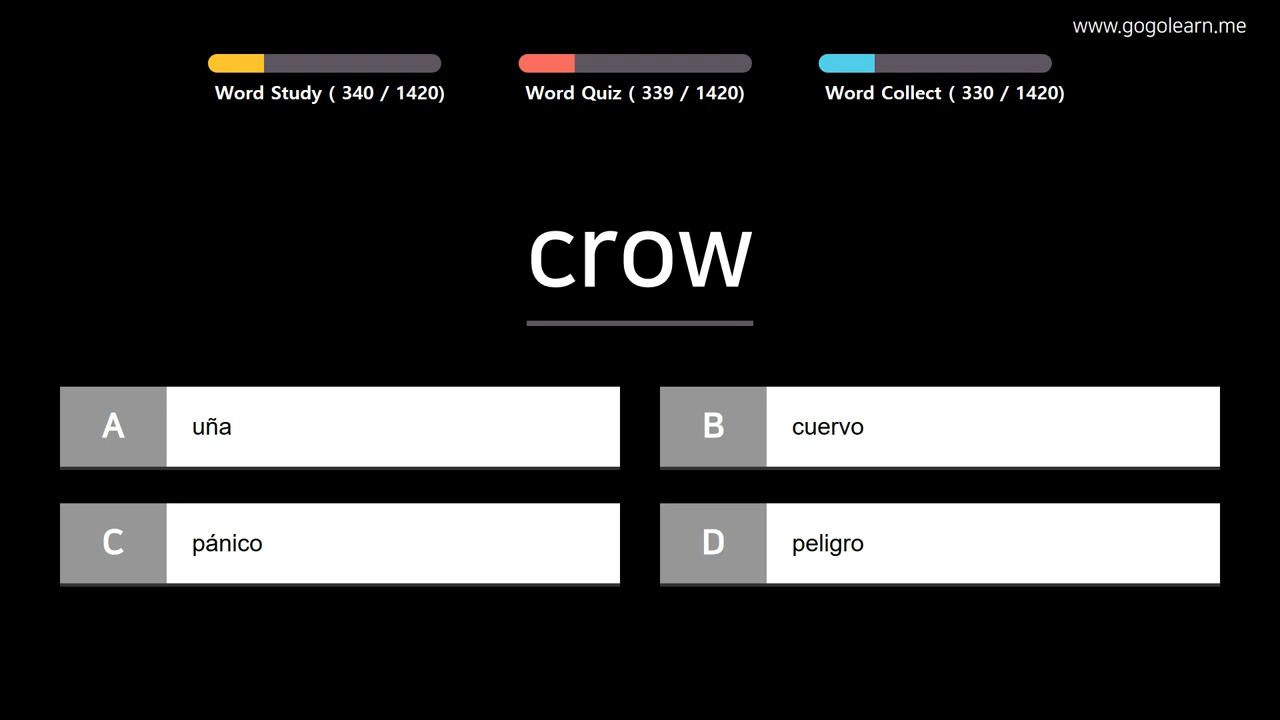 www.gogolearn.me
Word Study ( 340 / 1420)
Word Quiz ( 339 / 1420)
Word Collect ( 330 / 1420)
crow
A uña
B cuervo
C pánico
D peligro